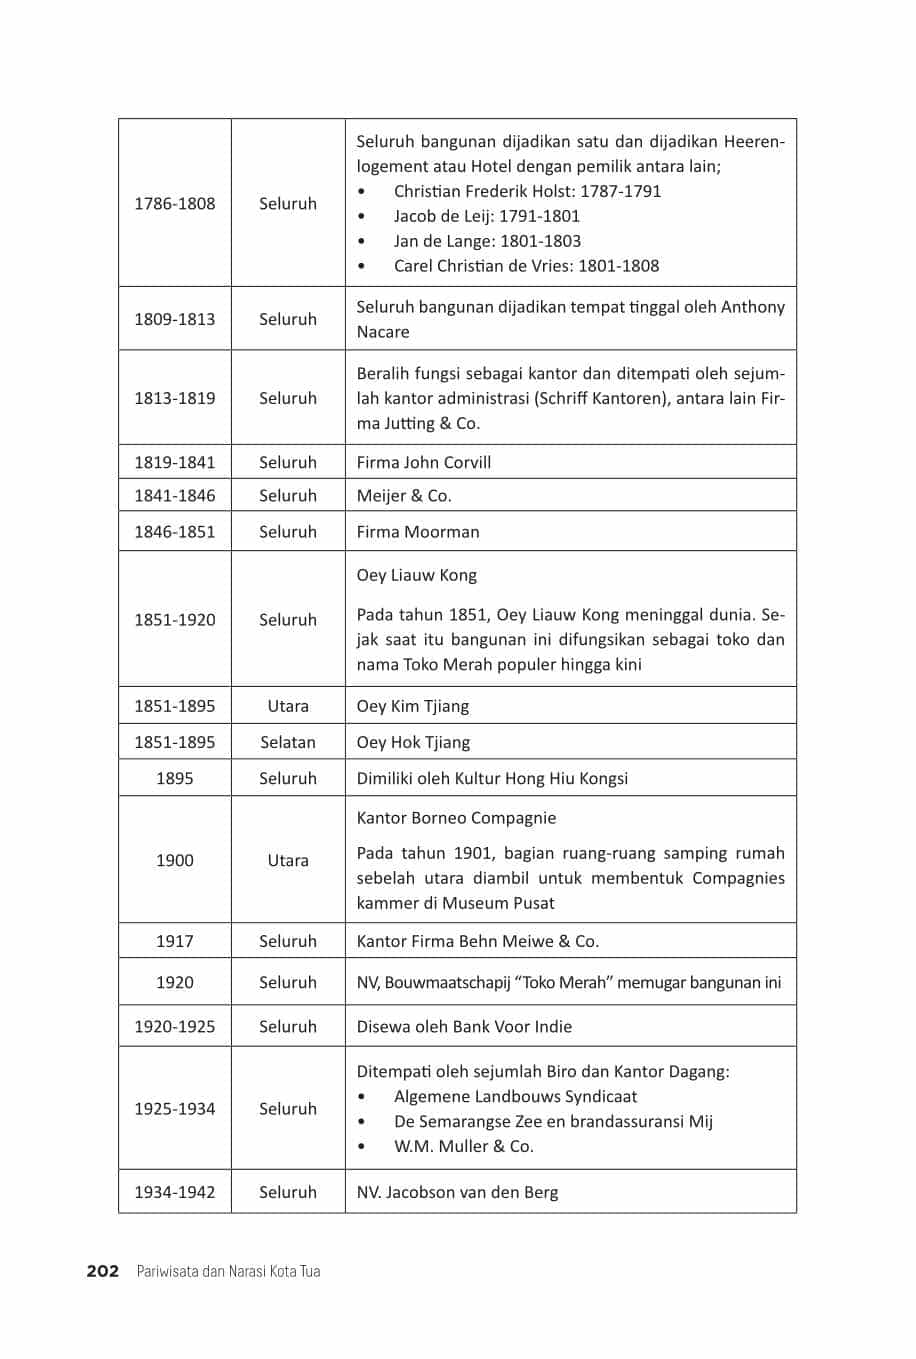 1786-1808
Seluruh
Seluruh bangunan dijadikan satu dan dijadikan Heeren-
logement atau Hotel dengan pemilik antara lain;
• Christian Frederik Holst: 1787-1791
• Jacob de Leij: 1791-1801
• Jan de Lange: 1801-1803
• Carel Christian de Vries: 1801-1808
1809-1813
Seluruh
Seluruh bangunan dijadikan tempat tinggal oleh Anthony
Nacare
1813-1819
Seluruh
Beralih fungsi sebagai kantor dan ditempati oleh sejum-
lah kantor administrasi (Schriff Kantoren), antara lain Fir-
ma Jutting & Co.
1819-1841
Seluruh
Firma John Corvill
1841-1846
Seluruh
Meijer & Co.
1846-1851
Seluruh
Firma Moorman
1851-1920
Seluruh
Oey Liauw Kong
Pada tahun 1851, Oey Liauw Kong meninggal dunia. Se-
jak saat itu bangunan ini difungsikan sebagai toko dan
nama Toko Merah populer hingga kini
1851-1895
Utara
Oey Kim Tjiang
1851-1895
Selatan
Oey Hok Tjiang
1895
Seluruh
Dimiliki oleh Kultur Hong Hiu Kongsi
1900
Utara
Kantor Borneo Compagnie
Pada tahun 1901, bagian ruang-ruang samping rumah
sebelah utara diambil untuk membentuk Compagnies
kammer di Museum Pusat
1917
Seluruh
Kantor Firma Behn Meiwe & Co.
1920
Seluruh
NV, Bouwmaatschapij “Toko Merah” memugar bangunan ini
1920-1925
Seluruh
Disewa oleh Bank Voor Indie
1925-1934
Seluruh
Ditempati oleh sejumlah Biro dan Kantor Dagang:
• Algemene Landbouws Syndicaat
• De Semarangse Zee en brandassuransi Mij
• W.M. Muller & Co.
1934-1942
Seluruh
NV. Jacobson van den Berg
202 Pariwisata dan Narasi Kota Tua